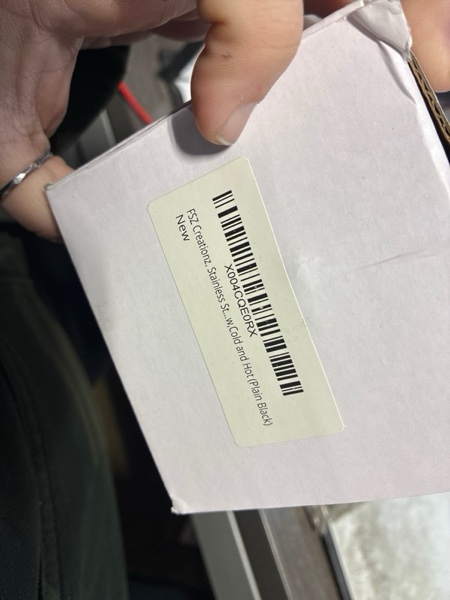 X004CQE0RX
FSZ Creationz, Stainless St...w,Cold and Hot (Plain Black)
New